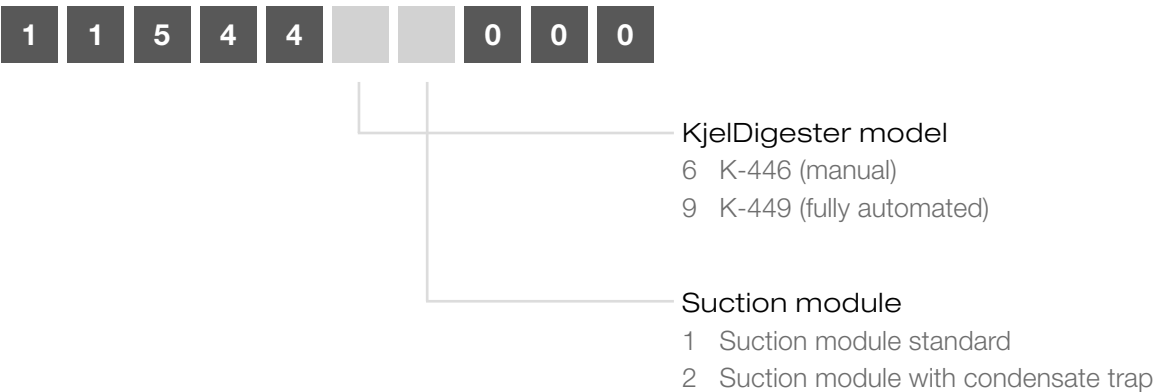 1 1 5 4 4 0 0 0
KjelDigester model
6 K-446 (manual)
9 K-449 (fully automated)
Suction module
1 Suction module standard
2 Suction module with condensate trap